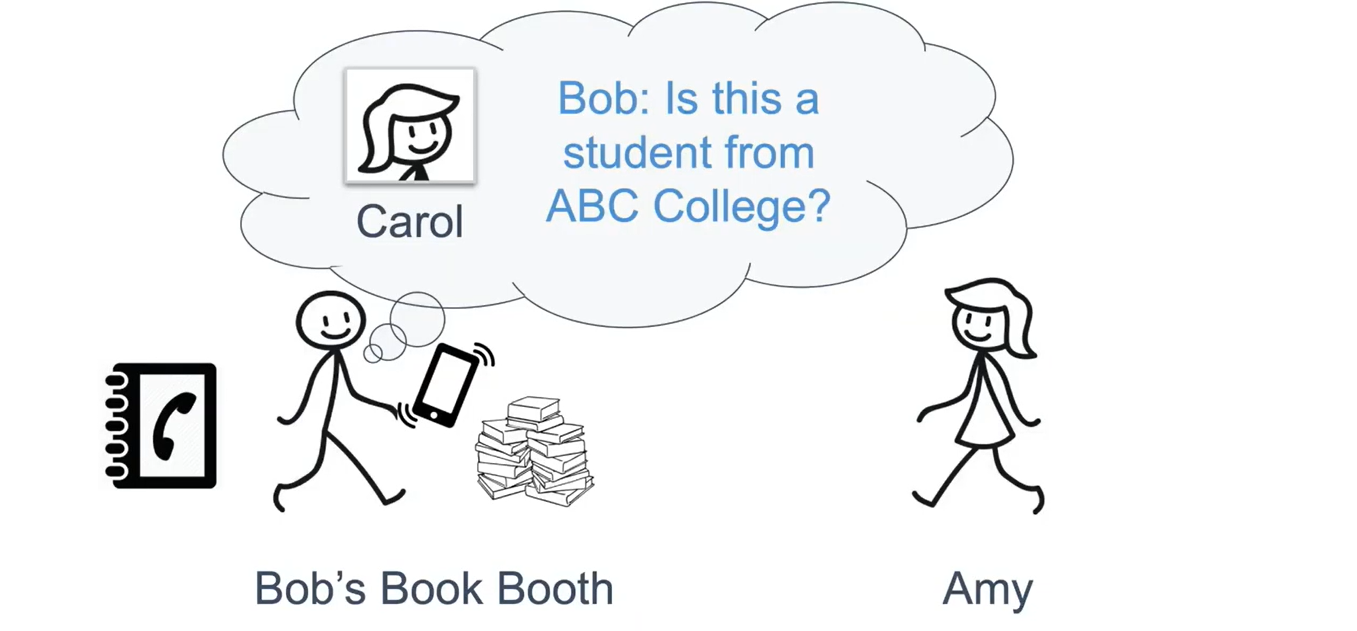 Carol
Bob: Is this a
student from
ABC College?
Bob’s Book Booth
Amy